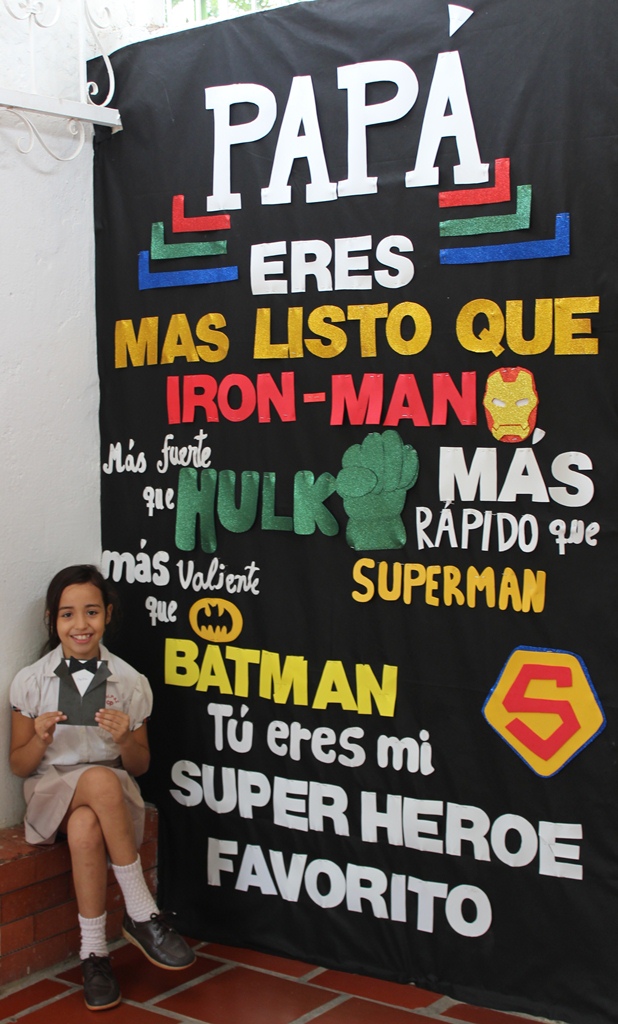 PAPÁ
ERES
MAS LISTO QUE
IRON-MAN
Más fuerte que HULK
MÁS RÁPIDO que SUPERMAN
más Valiente que BATMAN
S
Tú eres mi
SUPER HEROE
FAVORITO